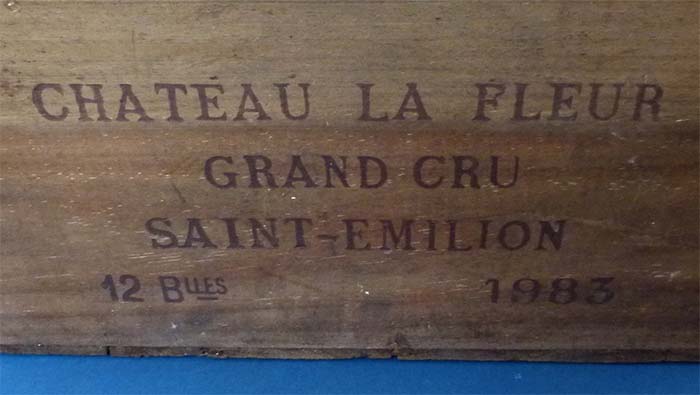 CHATEAU LA FLEUR
GRAND CRU
SAINT-EMILION
12 BLLES 1983